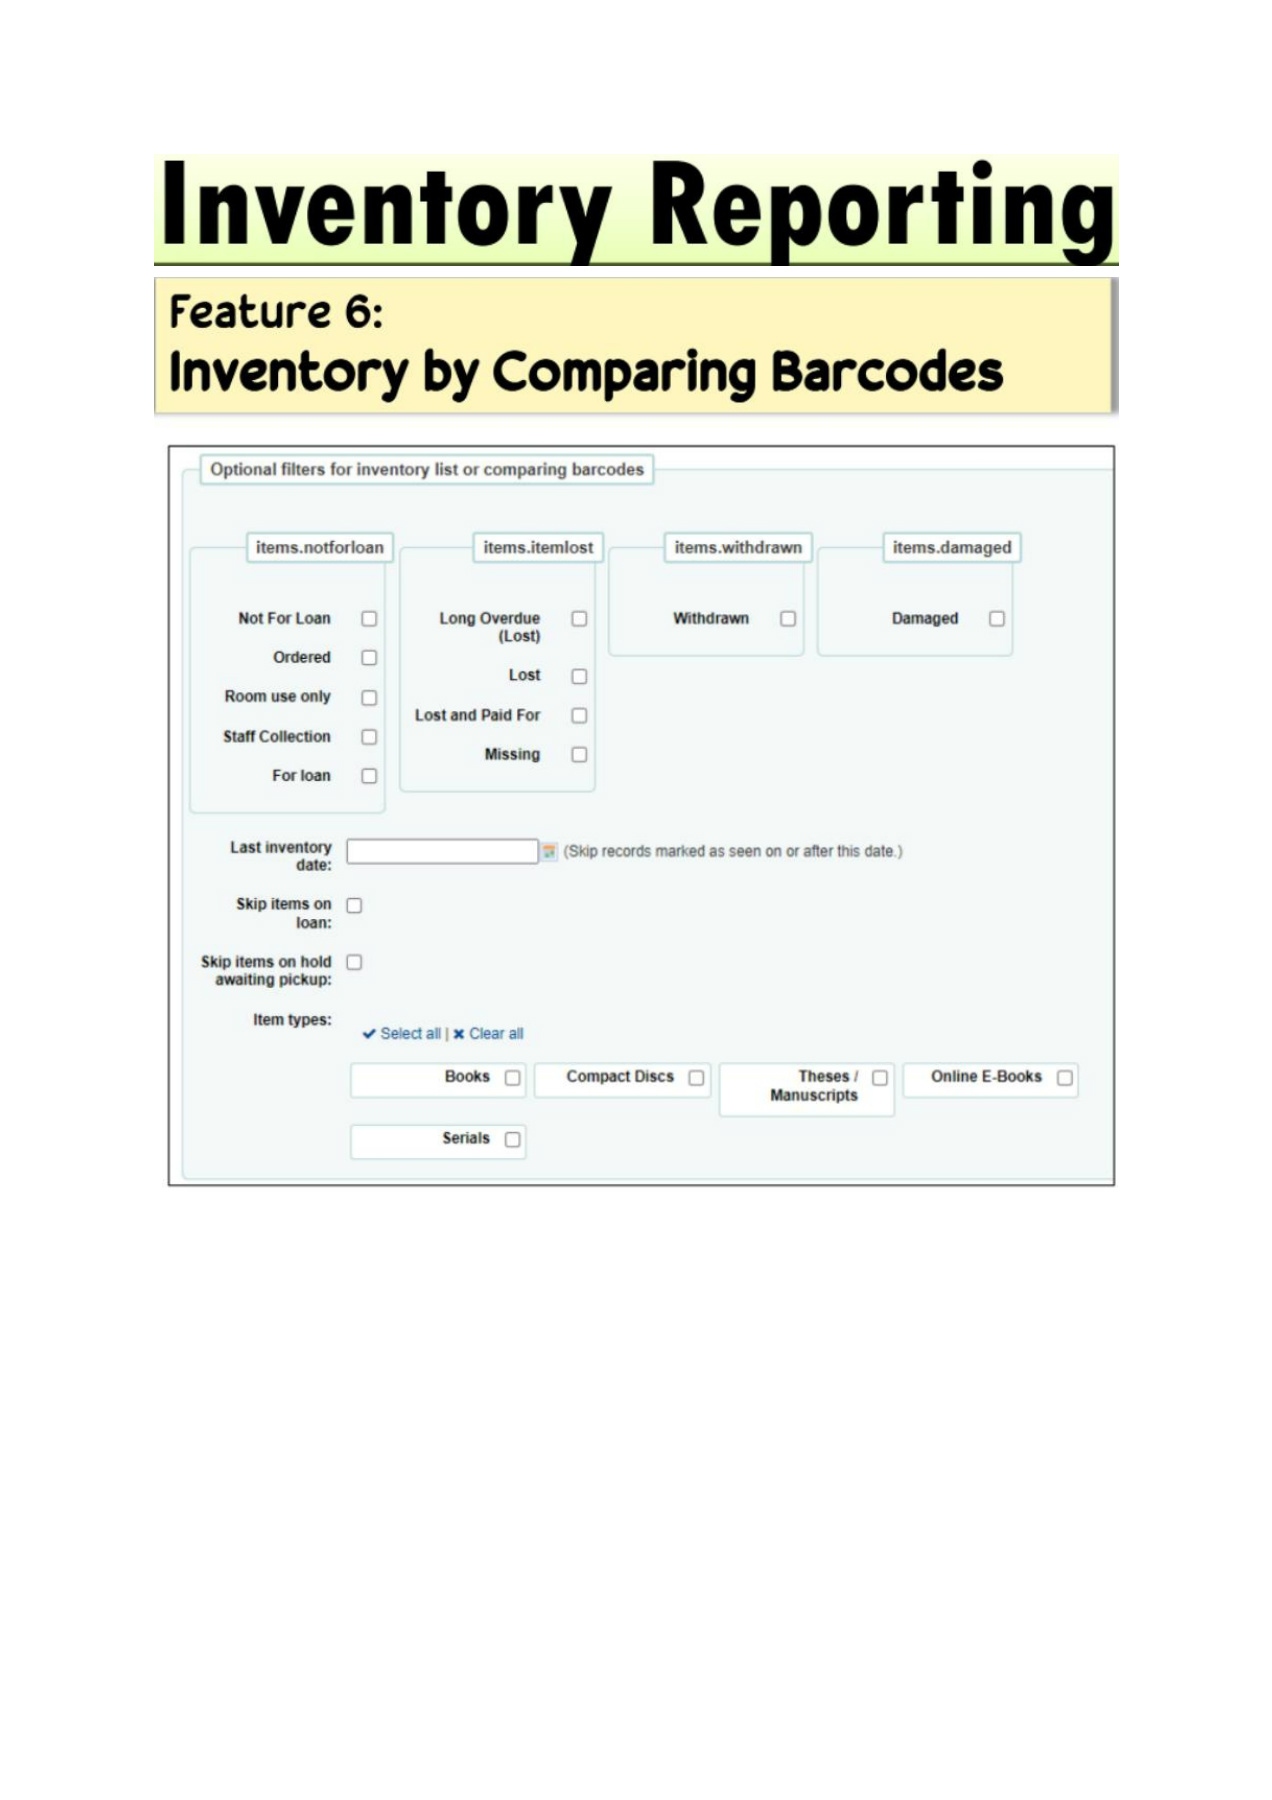 Inventory Reporting
Feature 6:
Inventory by Comparing Barcodes
Optional filters for inventory list or comparing barcodes
items.notforloan
items.itemlost
items.withdrawn
items.damaged
Not For Loan
Ordered
Room use only
Staff Collection
For loan
Long Overdue
(Lost)
Lost
Lost and Paid For
Missing
Withdrawn
Damaged
Last inventory
date:
(Skip records marked as seen on or after this date.)
Skip items on
loan:
Skip items on hold
awaiting pickup:
Item types:
Select all | Clear all
Books
Compact Discs
Theses /
Manuscripts
Online E-Books
Serials